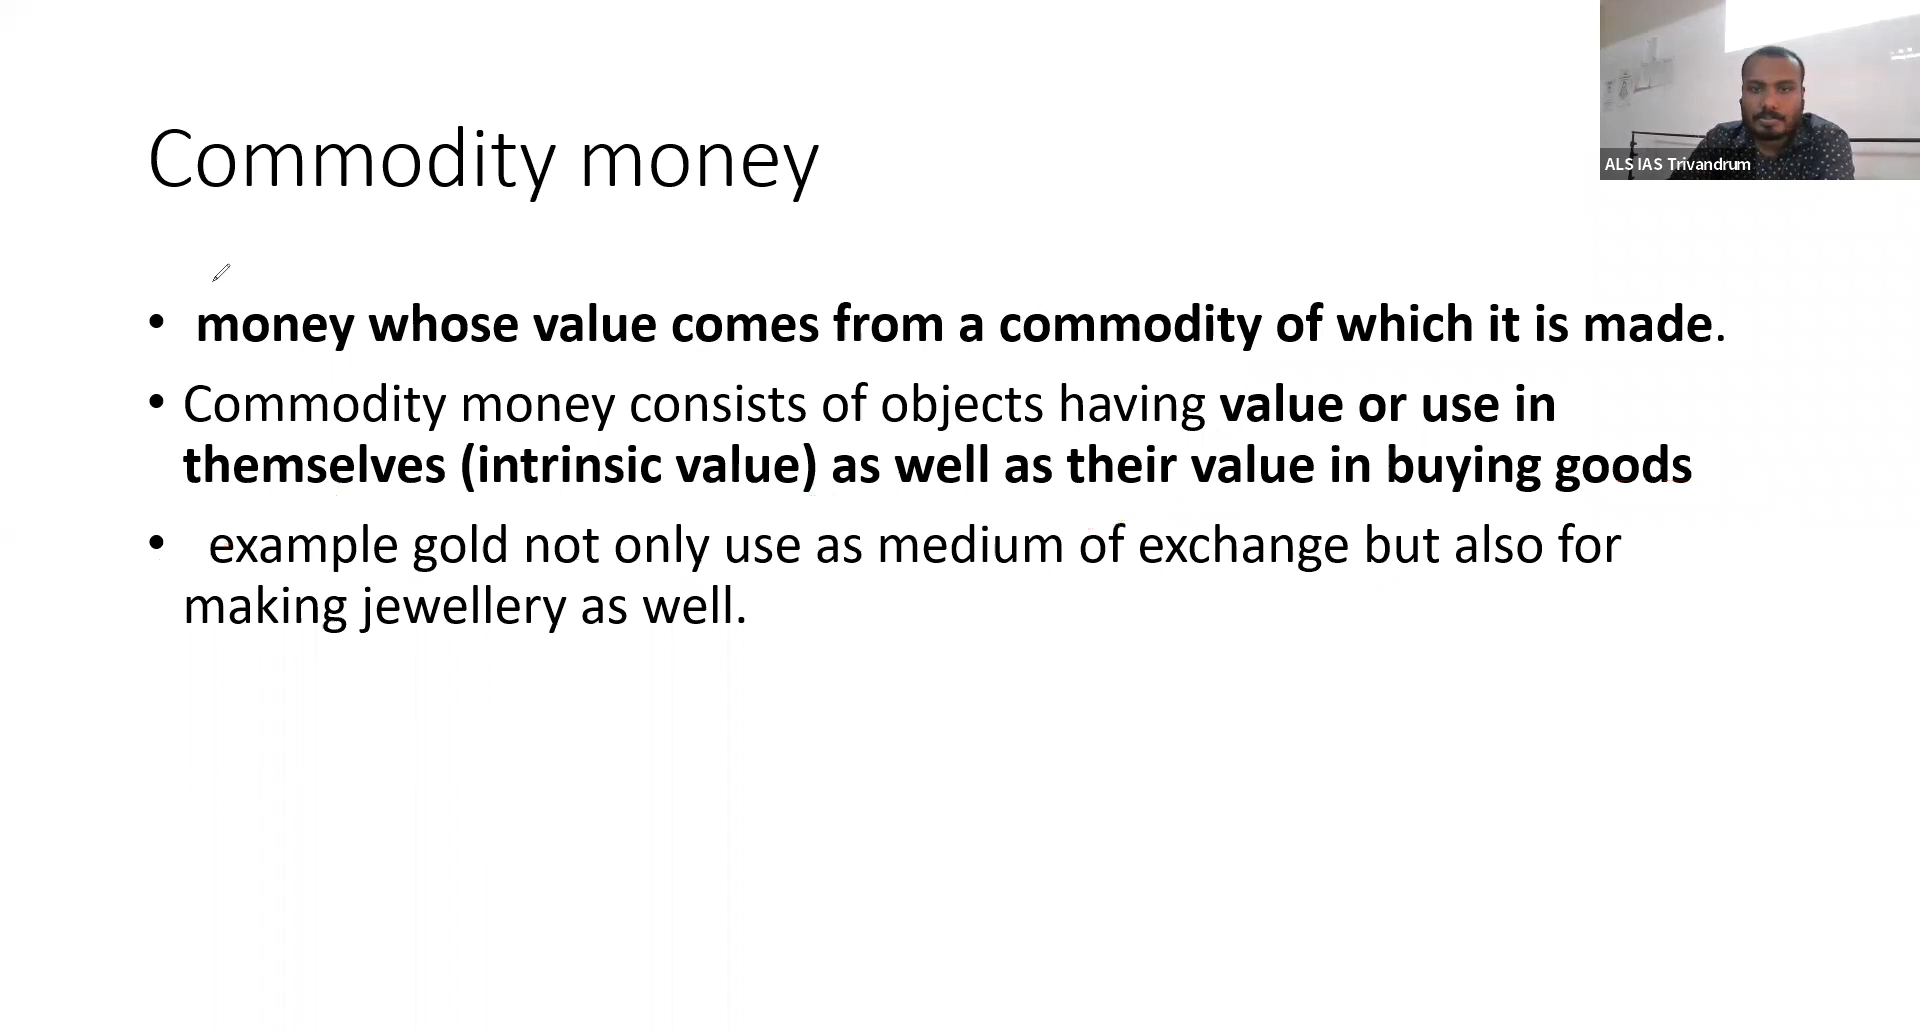 Commodity money
ALS IAS Trivandrum
• money whose value comes from a commodity of which it is made.
• Commodity money consists of objects having value or use in
themselves (intrinsic value) as well as their value in buying goods
• example gold not only use as medium of exchange but also for
making jewellery as well.